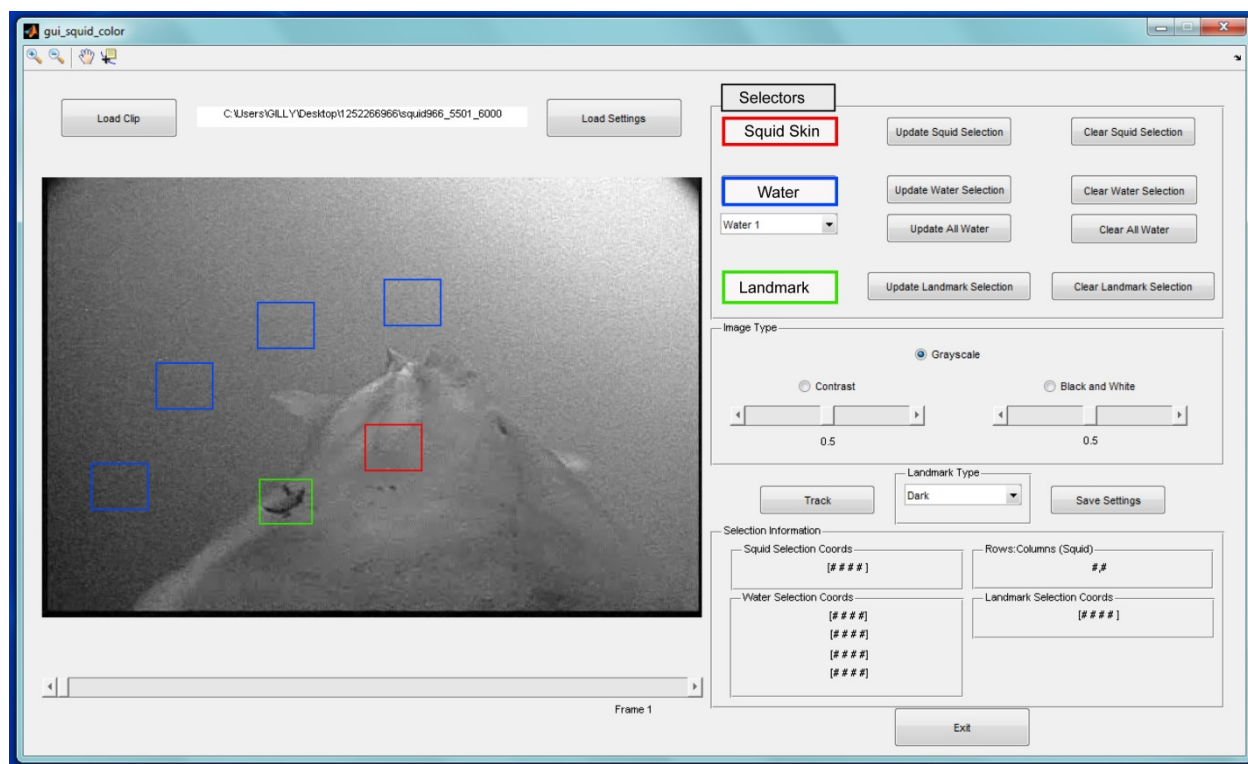 gui_squid_color
Load Clip
C:\Users\GILLY\Desktop\1252266966\squid966_5501_6000
Load Settings
Selectors
Squid Skin
Update Squid Selection
Clear Squid Selection
Water
Update Water Selection
Clear Water Selection
Water 1
Update All Water
Clear All Water
Landmark
Update Landmark Selection
Clear Landmark Selection
Image Type
Grayscale
Contrast
Black and White
0.5
0.5
Track
Landmark Type
Dark
Save Settings
Selection Information
Squid Selection Coords
[# # # # ]
Rows:Columns (Squid)
#,#
Water Selection Coords
[# # # #]
[# # # #]
[# # # #]
[# # # #]
Landmark Selection Coords
[# # # # ]
Frame 1
Exit